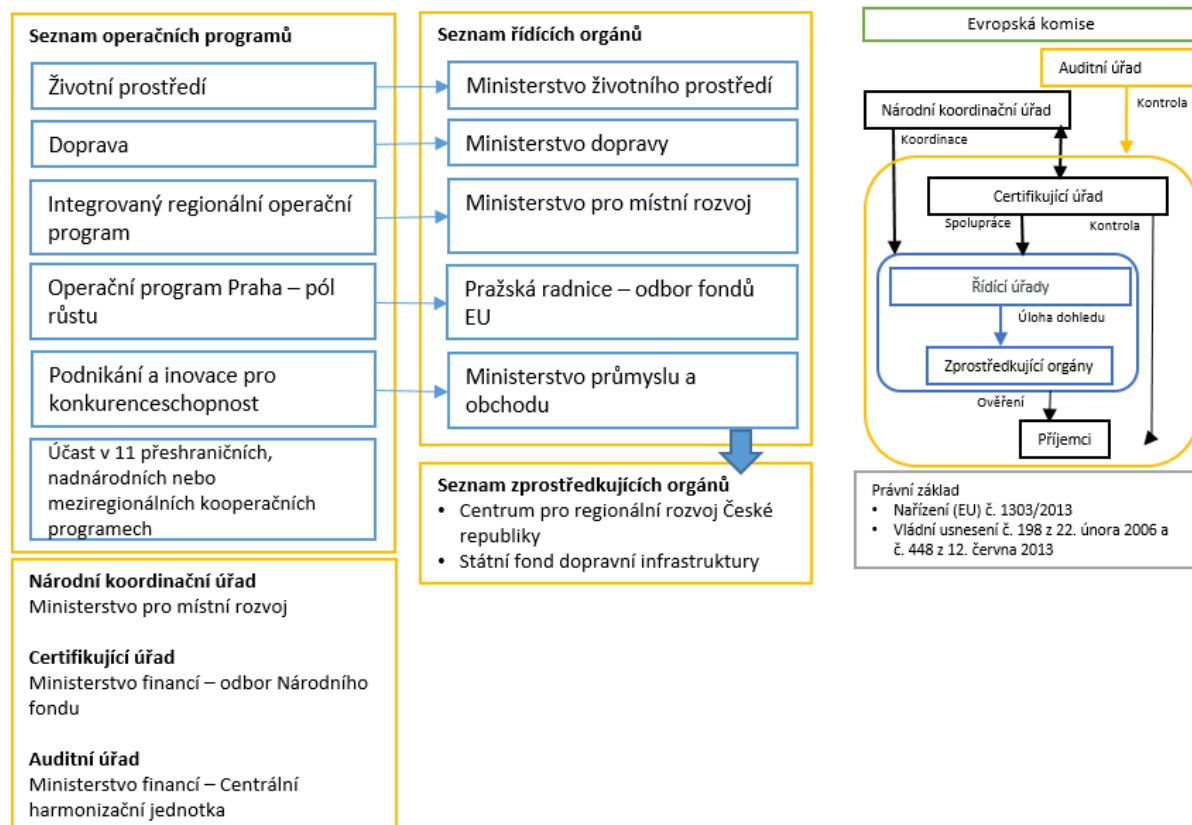 Seznam operačních programů
Životní prostředí
Doprava
Integrovaný regionální operační
program
Operační program Praha – pól
růstu
Podnikání a inovace pro
konkurenceschopnost
Účast v 11 přeshraničních,
nadnárodních nebo
meziregionálních kooperačních
programech
Seznam řídících orgánů
Ministerstvo životního prostředí
Ministerstvo dopravy
Ministerstvo pro místní rozvoj
Pražská radnice – odbor fondů
EU
Ministerstvo průmyslu a
obchodu
Seznam zprostředkujících orgánů
• Centrum pro regionální rozvoj České
republiky
• Státní fond dopravní infrastruktury
Národní koordinační úřad
Ministerstvo pro místní rozvoj
Certifikující úřad
Ministerstvo financí – odbor Národního
fondu
Auditní úřad
Ministerstvo financí – Centrální
harmonizační jednotka
Evropská komise
Auditní úřad
Kontrola
Národní koordinační úřad
Koordinace
Certifikující úřad
Spolupráce
Kontrola
Řídící úřady
Úloha dohledu
Zprostředkující orgány
Ověření
Příjemci
Právní základ
• Nařízení (EU) č. 1303/2013
• Vládní usnesení č. 198 z 22. února 2006 a
č. 448 z 12. června 2013